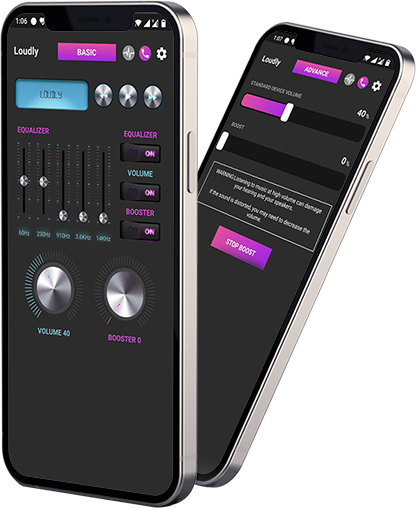 1:06
Loudly
BASIC
LOUDLY
EQUALIZER
EQUALIZER
ON
VOLUME
ON
BOOSTER
ON
60Hz 230Hz 910Hz 3.6KHz 14KHz
VOLUME 40
BOOSTER 0
1:07
Loudly
ADVANCE
STANDARD DEVICE VOLUME
40 %
BOOST
0 %
WARNING:Listening to music at high volume can damage
your hearing and your speakers.
If the sound is distorted, you may need to decrease the
volume.
STOP BOOST